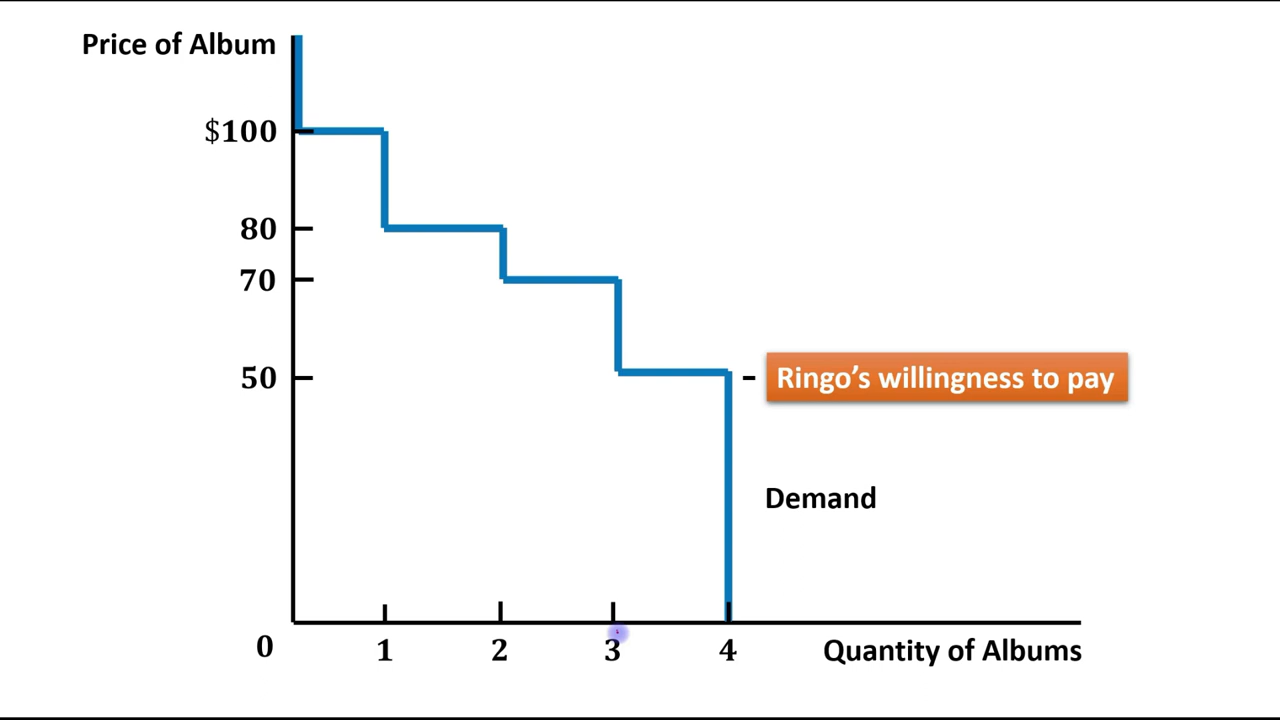 Price of Album
$100
80
70
50
Ringo’s willingness to pay
Demand
0
1
2
3
4
Quantity of Albums